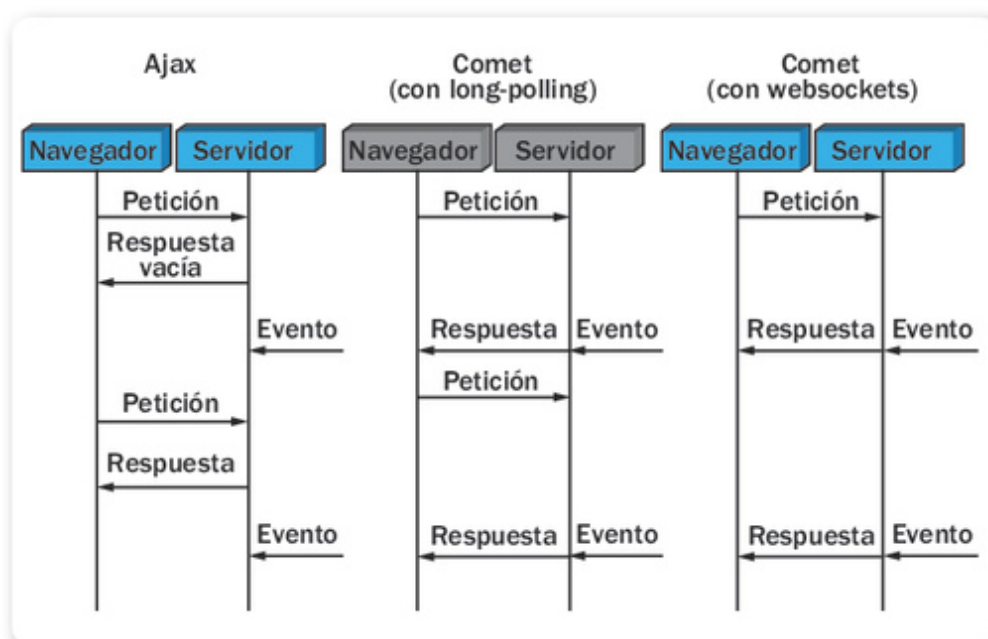 Ajax
Navegador
Servidor
Petición
Respuesta
vacía
Evento
Petición
Respuesta
Evento
Comet
(con long-polling)
Navegador
Servidor
Petición
Respuesta
Evento
Petición
Respuesta
Evento
Comet
(con websockets)
Navegador
Servidor
Petición
Respuesta
Evento
Respuesta
Evento